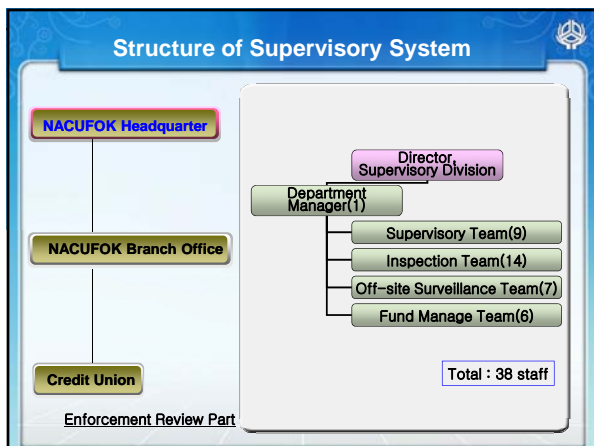 Structure of Supervisory System
NACUFOK Headquarter
NACUFOK Branch Office
Credit Union
Enforcement Review Part
Director,
Supervisory Division
Department
Manager(1)
Supervisory Team(9)
Inspection Team(14)
Off-site Surveillance Team(7)
Fund Manage Team(6)
Total : 38 staff